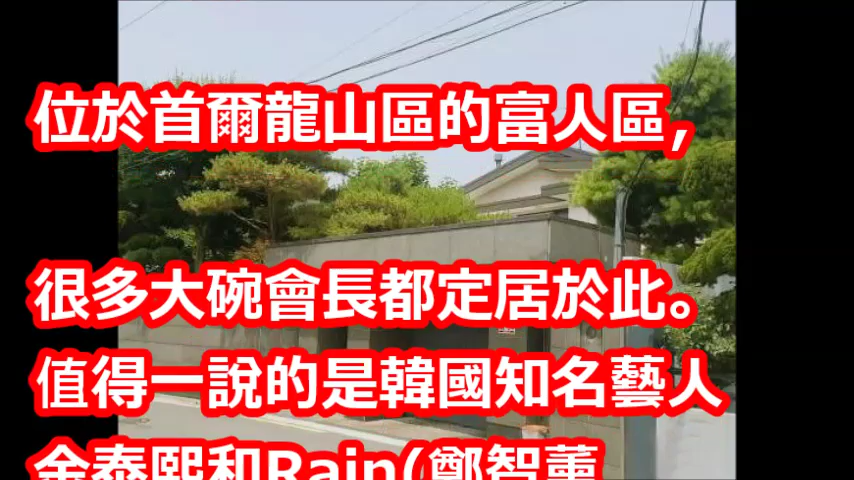 位於首爾龍山區的富人區，
很多大碗會長都定居於此。
值得一說的是韓國知名藝人
金泰熙和Rain(鄭智薰